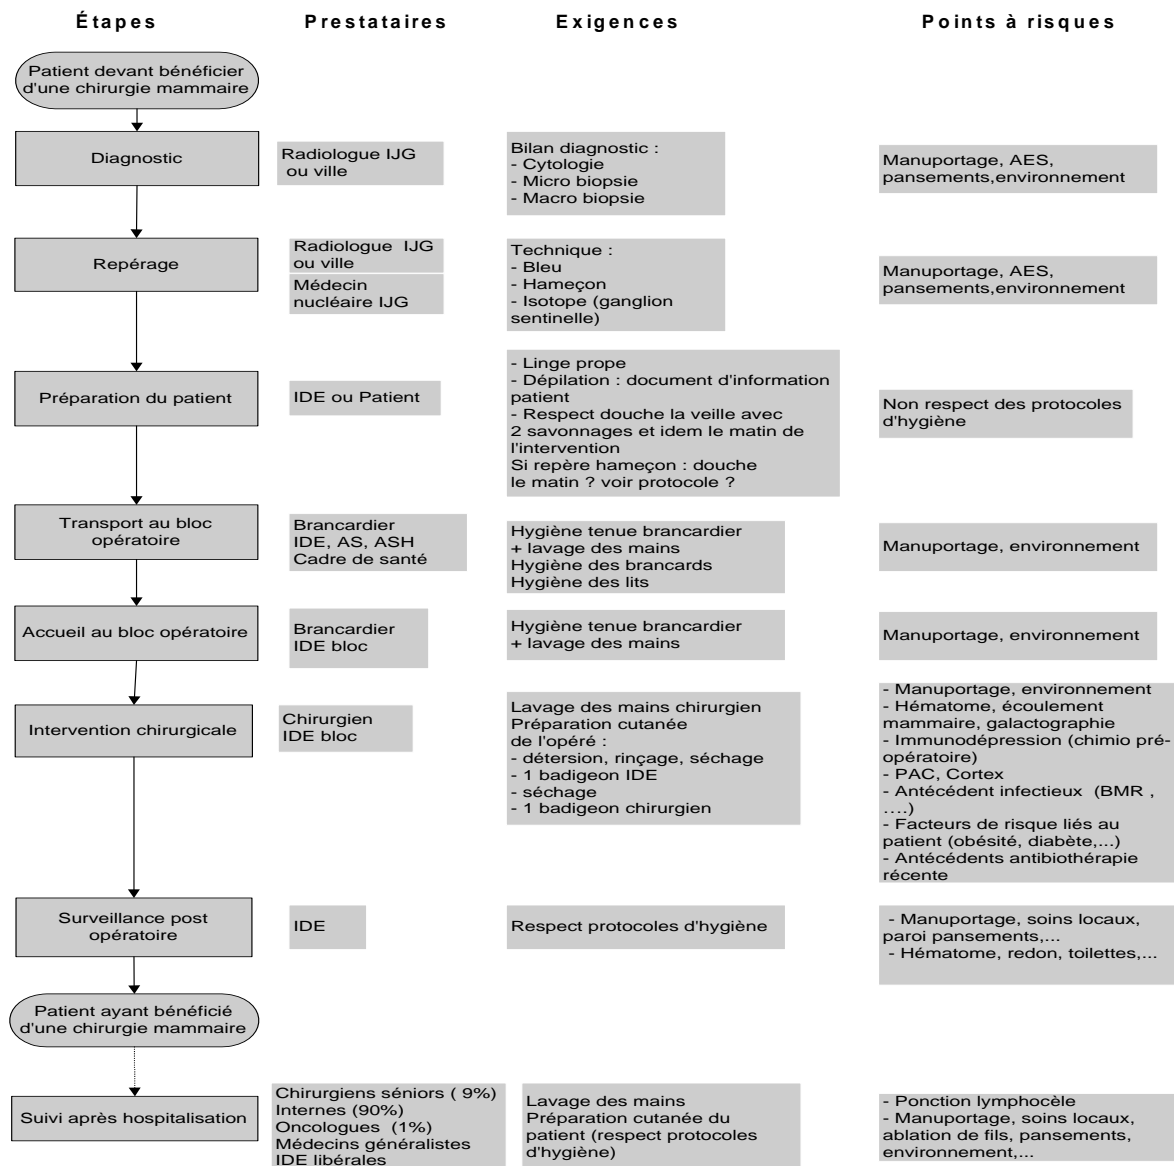 Étapes
Prestataires
Exigences
Points à risques
Patient devant bénéficier
d'une chirurgie mammaire
Diagnostic
Radiologue IJG
ou ville
Bilan diagnostic :
- Cytologie
- Micro biopsie
- Macro biopsie
Manuportage, AES,
pansements,environnement
Repérage
Radiologue IJG
ou ville
Médecin
nucléaire IJG
Technique :
- Bleu
- Hameçon
- Isotope (ganglion
sentinelle)
Manuportage, AES,
pansements,environnement
Préparation du patient
IDE ou Patient
- Linge prope
- Dépilation : document d'information
patient
- Respect douche la veille avec
2 savonnages et idem le matin de
l'intervention
Si repère hameçon : douche
le matin ? voir protocole ?
Non respect des protocoles
d'hygiène
Transport au bloc
opératoire
Brancardier
IDE, AS, ASH
Cadre de santé
Hygiène tenue brancardier
+ lavage des mains
Hygiène des brancards
Hygiène des lits
Manuportage, environnement
Accueil au bloc opératoire
Brancardier
IDE bloc
Hygiène tenue brancardier
+ lavage des mains
Manuportage, environnement
Intervention chirurgicale
Chirurgien
IDE bloc
Lavage des mains chirurgien
Préparation cutanée
de l'opéré :
- détersion, rinçage, séchage
- 1 badigeon IDE
- séchage
- 1 badigeon chirurgien
- Manuportage, environnement
- Hématome, écoulement
mammaire, galactographie
- Immunodépression (chimio pré-
opératoire)
- PAC, Cortex
- Antécédent infectieux (BMR ,
….)
- Facteurs de risque liés au
patient (obésité, diabète,...)
- Antécédents antibiothérapie
récente
Surveillance post
opératoire
IDE
Respect protocoles d'hygiène
- Manuportage, soins locaux,
paroi pansements,...
- Hématome, redon, toilettes,...
Patient ayant bénéficié
d'une chirurgie mammaire
Suivi après hospitalisation
Chirurgiens séniors ( 9%)
Internes (90%)
Oncologues (1%)
Médecins généralistes
IDE libérales
Lavage des mains
Préparation cutanée du
patient (respect protocoles
d'hygiène)
- Ponction lymphocèle
- Manuportage, soins locaux,
ablation de fils, pansements,
environnement,...